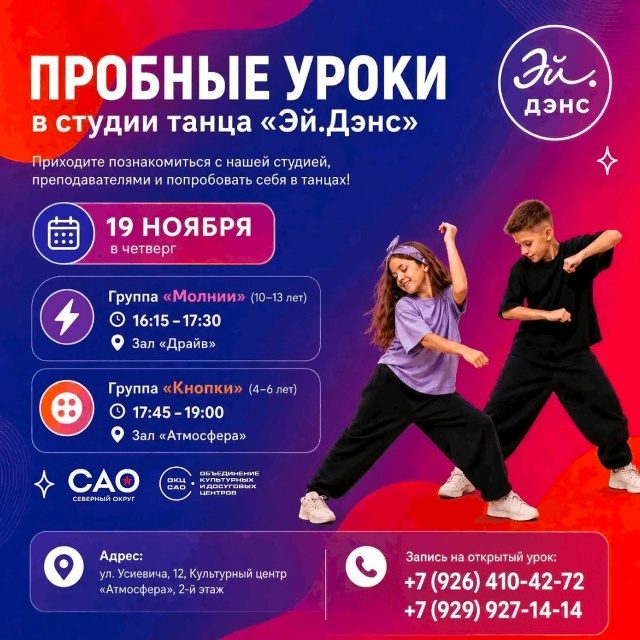 ПРОБНЫЕ УРОКИ
в студии танца «Эй.Дэнс»
Эй.
дэнс
Приходите познакомиться с нашей студией,
преподавателями и попробовать себя в танцах!
19 НОЯБРЯ
в четверг
Группа «Молнии» (10–13 лет)
16:15 – 17:30
Зал «Драйв»
Группа «Кнопки» (4–6 лет)
17:45 – 19:00
Зал «Атмосфера»
САО
СЕВЕРНЫЙ ОКРУГ
ОКЦ
САО
ОБЪЕДИНЕНИЕ
КУЛЬТУРНЫХ
И ДОСУГОВЫХ
ЦЕНТРОВ
Адрес:
ул. Усиевича, 12, Культурный центр
«Атмосфера», 2-й этаж
Запись на открытый урок:
+7 (926) 410-42-72
+7 (929) 927-14-14